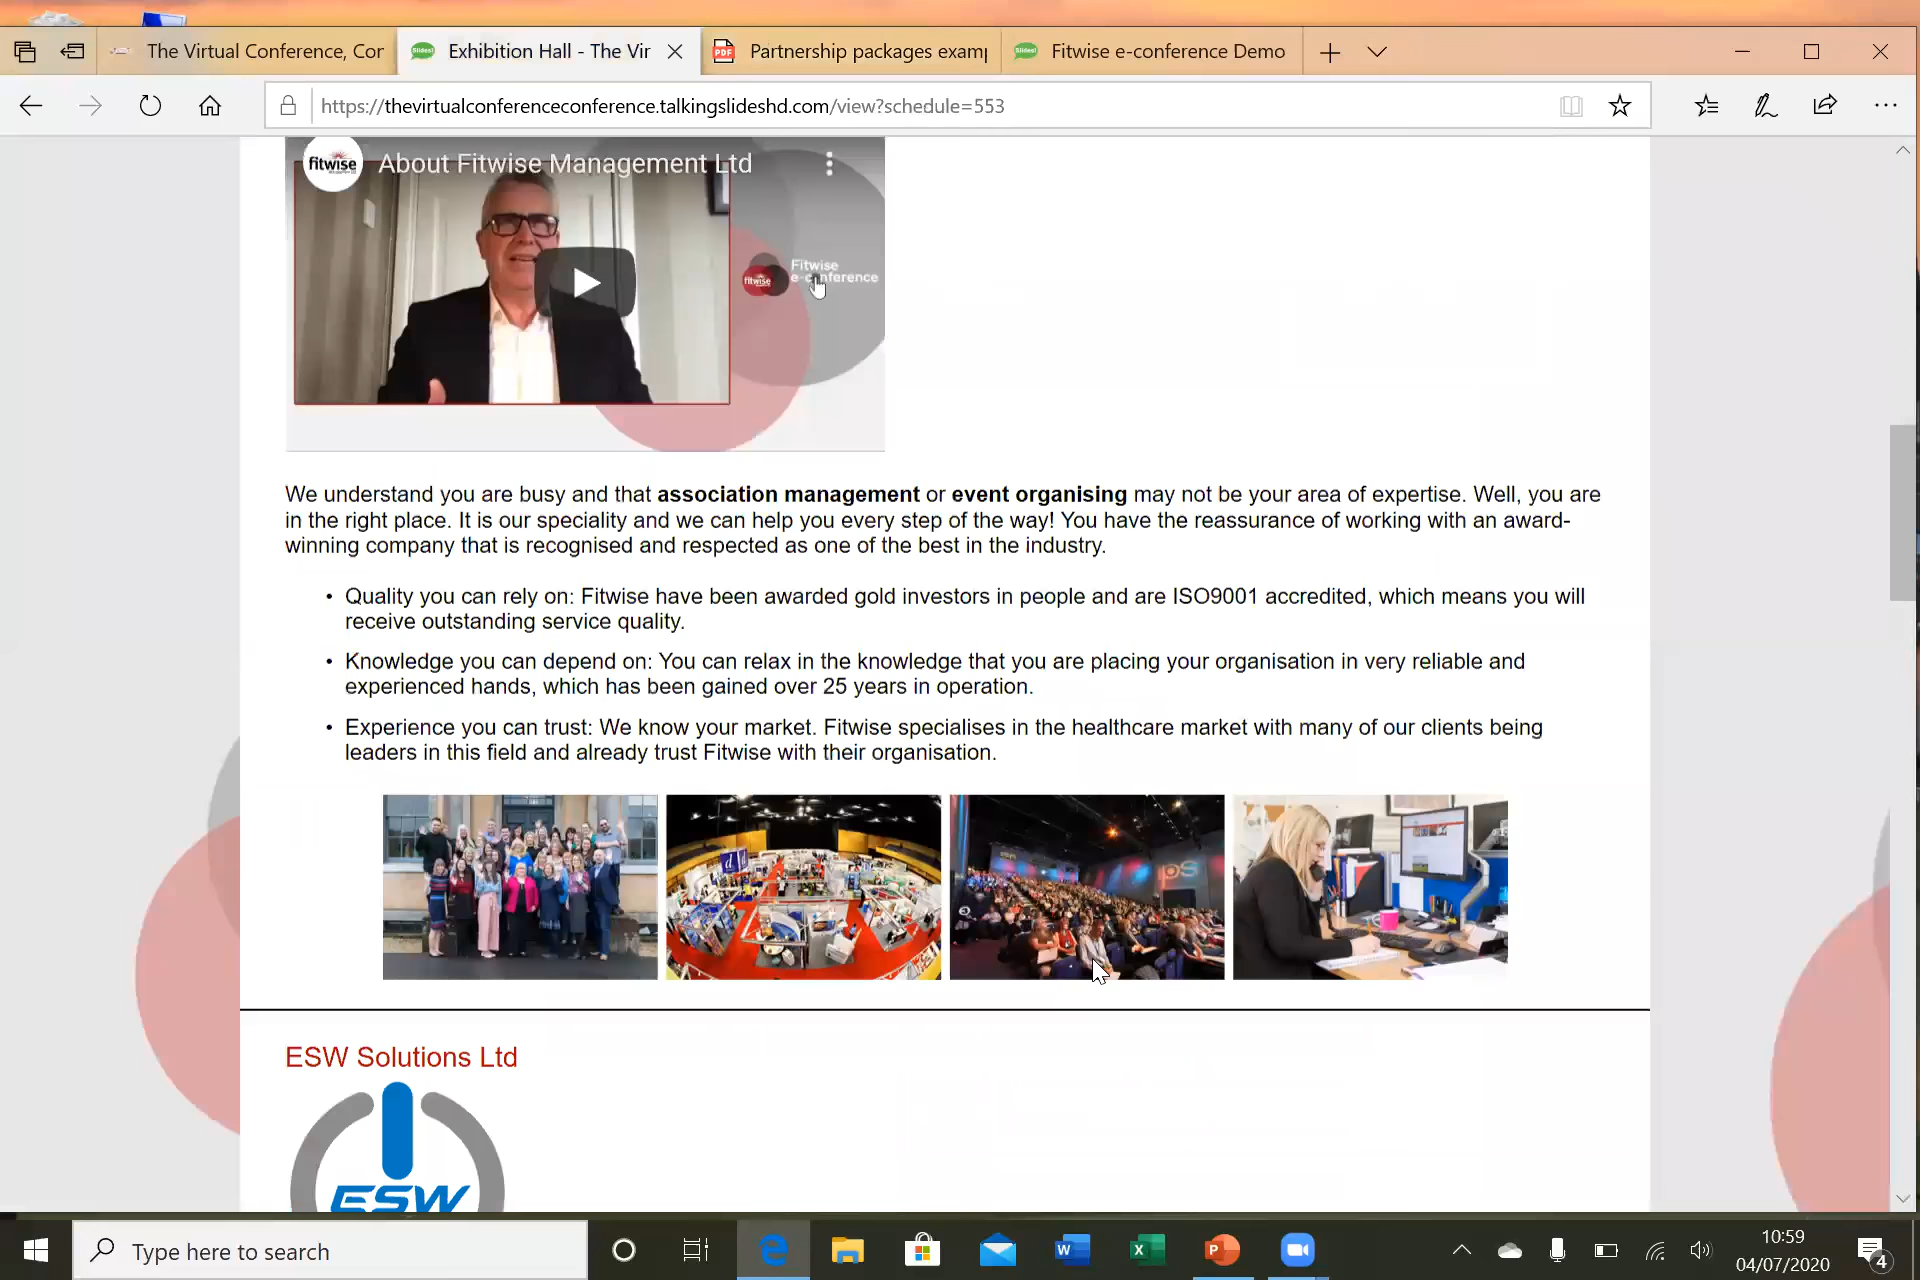 The Virtual Conference, Cor
Exhibition Hall - The Vir
Partnership packages exam
Fitwise e-conference Demo
https://thevirtualconferenceconference.talkingslideshd.com/view?schedule=553
fitwise
About Fitwise Management Ltd
fitwise
Fitwise
e-conference
We understand you are busy and that association management or event organising may not be your area of expertise. Well, you are
in the right place. It is our speciality and we can help you every step of the way! You have the reassurance of working with an award-
winning company that is recognised and respected as one of the best in the industry.
• Quality you can rely on: Fitwise have been awarded gold investors in people and are ISO9001 accredited, which means you will
receive outstanding service quality.
• Knowledge you can depend on: You can relax in the knowledge that you are placing your organisation in very reliable and
experienced hands, which has been gained over 25 years in operation.
• Experience you can trust: We know your market. Fitwise specialises in the healthcare market with many of our clients being
leaders in this field and already trust Fitwise with their organisation.
ESW Solutions Ltd
ESW
Type here to search
10:59
04/07/2020
4